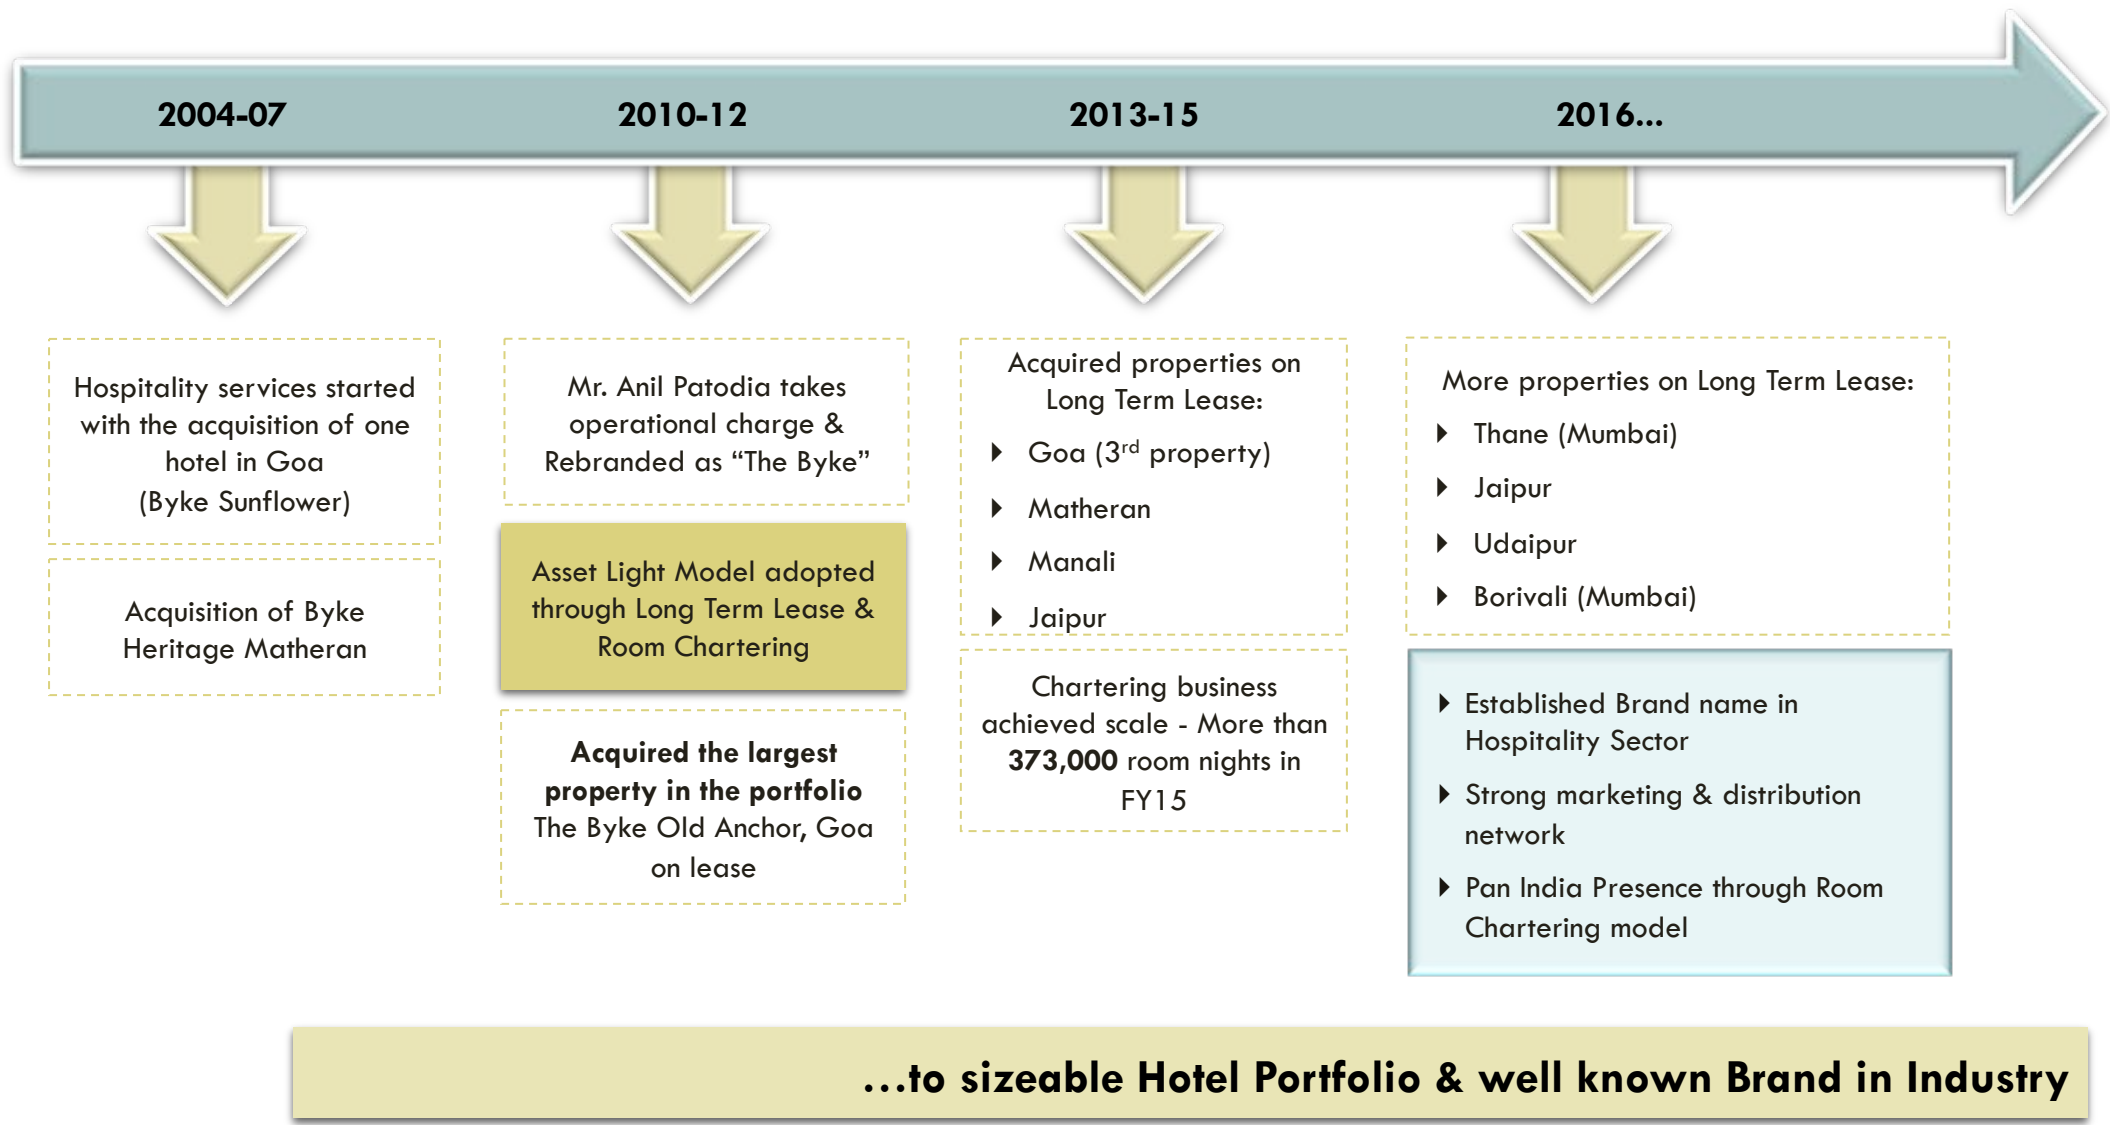 2004-07
2010-12
2013-15
2016...
Hospitality services started
with the acquisition of one
hotel in Goa
(Byke Sunflower)
Acquisition of Byke
Heritage Matheran
Mr. Anil Patodia takes
operational charge &
Rebranded as “The Byke”
Asset Light Model adopted
through Long Term Lease &
Room Chartering
Acquired the largest
property in the portfolio
The Byke Old Anchor, Goa
on lease
Acquired properties on
Long Term Lease:
Goa (3rd property)
Matheran
Manali
Jaipur
Chartering business
achieved scale - More than
373,000 room nights in
FY15
More properties on Long Term Lease:
Thane (Mumbai)
Jaipur
Udaipur
Borivali (Mumbai)
Established Brand name in
Hospitality Sector
Strong marketing & distribution
network
Pan India Presence through Room
Chartering model
...to sizeable Hotel Portfolio & well known Brand in Industry